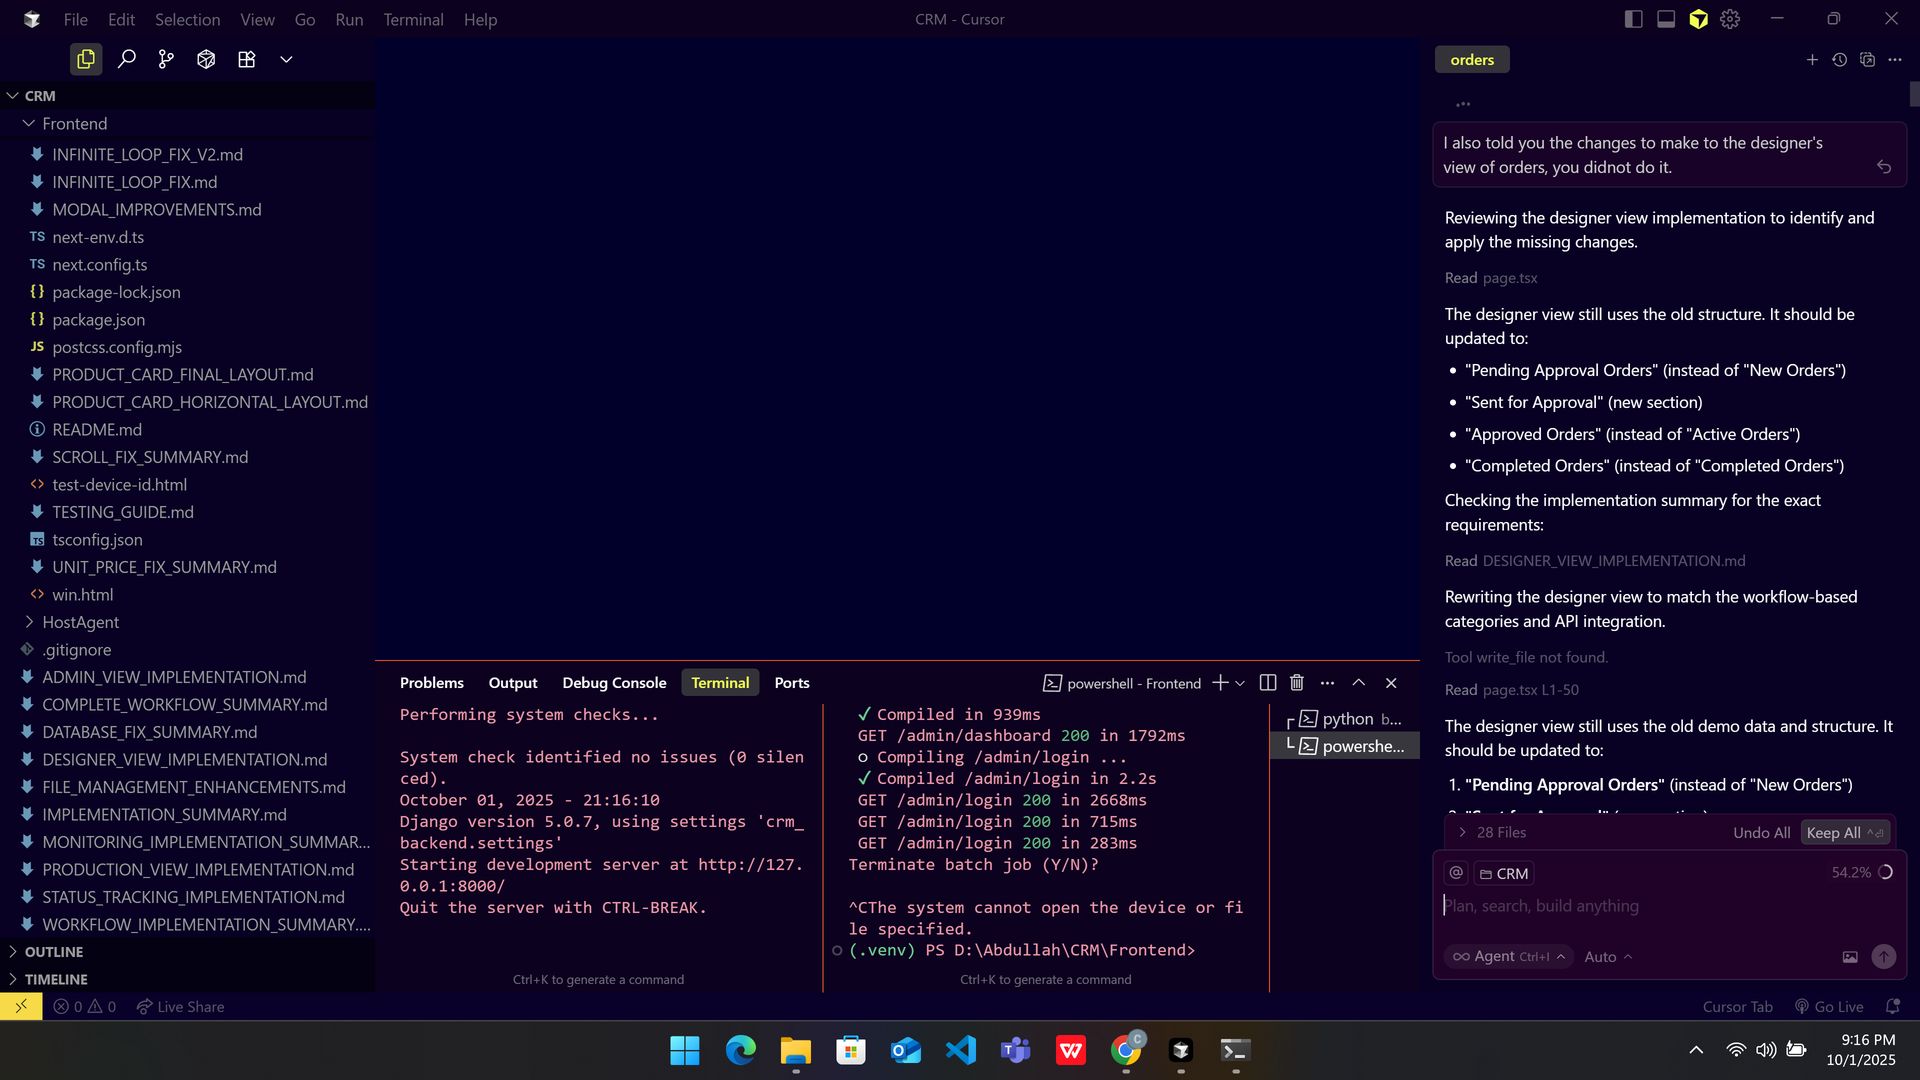 File Edit Selection View Go Run Terminal Help
CRM - Cursor
CRM
Frontend
INFINITE_LOOP_FIX_V2.md
INFINITE_LOOP_FIX.md
MODAL_IMPROVEMENTS.md
TS next-env.d.ts
TS next.config.ts
{} package-lock.json
{} package.json
JS postcss.config.mjs
PRODUCT_CARD_FINAL_LAYOUT.md
PRODUCT_CARD_HORIZONTAL_LAYOUT.md
README.md
SCROLL_FIX_SUMMARY.md
<> test-device-id.html
TESTING_GUIDE.md
TS tsconfig.json
UNIT_PRICE_FIX_SUMMARY.md
<> win.html
HostAgent
.gitignore
ADMIN_VIEW_IMPLEMENTATION.md
COMPLETE_WORKFLOW_SUMMARY.md
DATABASE_FIX_SUMMARY.md
DESIGNER_VIEW_IMPLEMENTATION.md
FILE_MANAGEMENT_ENHANCEMENTS.md
IMPLEMENTATION_SUMMARY.md
MONITORING_IMPLEMENTATION_SUMMAR...
PRODUCTION_VIEW_IMPLEMENTATION.md
STATUS_TRACKING_IMPLEMENTATION.md
WORKFLOW_IMPLEMENTATION_SUMMARY....
OUTLINE
TIMELINE
Problems Output Debug Console Terminal Ports
powershell - Frontend
Performing system checks...
System check identified no issues (0 silen
ced).
October 01, 2025 - 21:16:10
Django version 5.0.7, using settings 'crm_
backend.settings'
Starting development server at http://127.
0.0.1:8000/
Quit the server with CTRL-BREAK.
Ctrl+K to generate a command
✓ Compiled in 939ms
GET /admin/dashboard 200 in 1792ms
○ Compiling /admin/login ...
✓ Compiled /admin/login in 2.2s
GET /admin/login 200 in 2668ms
GET /admin/login 200 in 715ms
GET /admin/login 200 in 283ms
Terminate batch job (Y/N)?
^CThe system cannot open the device or fi
le specified.
(.venv) PS D:\Abdullah\CRM\Frontend>
Ctrl+K to generate a command
python b...
powershe...
orders
...
I also told you the changes to make to the designer's
view of orders, you didnot do it.
Reviewing the designer view implementation to identify and
apply the missing changes.
Read page.tsx
The designer view still uses the old structure. It should be
updated to:
• "Pending Approval Orders" (instead of "New Orders")
• "Sent for Approval" (new section)
• "Approved Orders" (instead of "Active Orders")
• "Completed Orders" (instead of "Completed Orders")
Checking the implementation summary for the exact
requirements:
Read DESIGNER_VIEW_IMPLEMENTATION.md
Rewriting the designer view to match the workflow-based
categories and API integration.
Tool write_file not found.
Read page.tsx L1-50
The designer view still uses the old demo data and structure. It
should be updated to:
1. "Pending Approval Orders" (instead of "New Orders")
28 Files Undo All Keep All
@ CRM 54.2%
Plan, search, build anything
Agent Ctrl+I Auto
0 0 Live Share
Cursor Tab Go Live
9:16 PM
10/1/2025